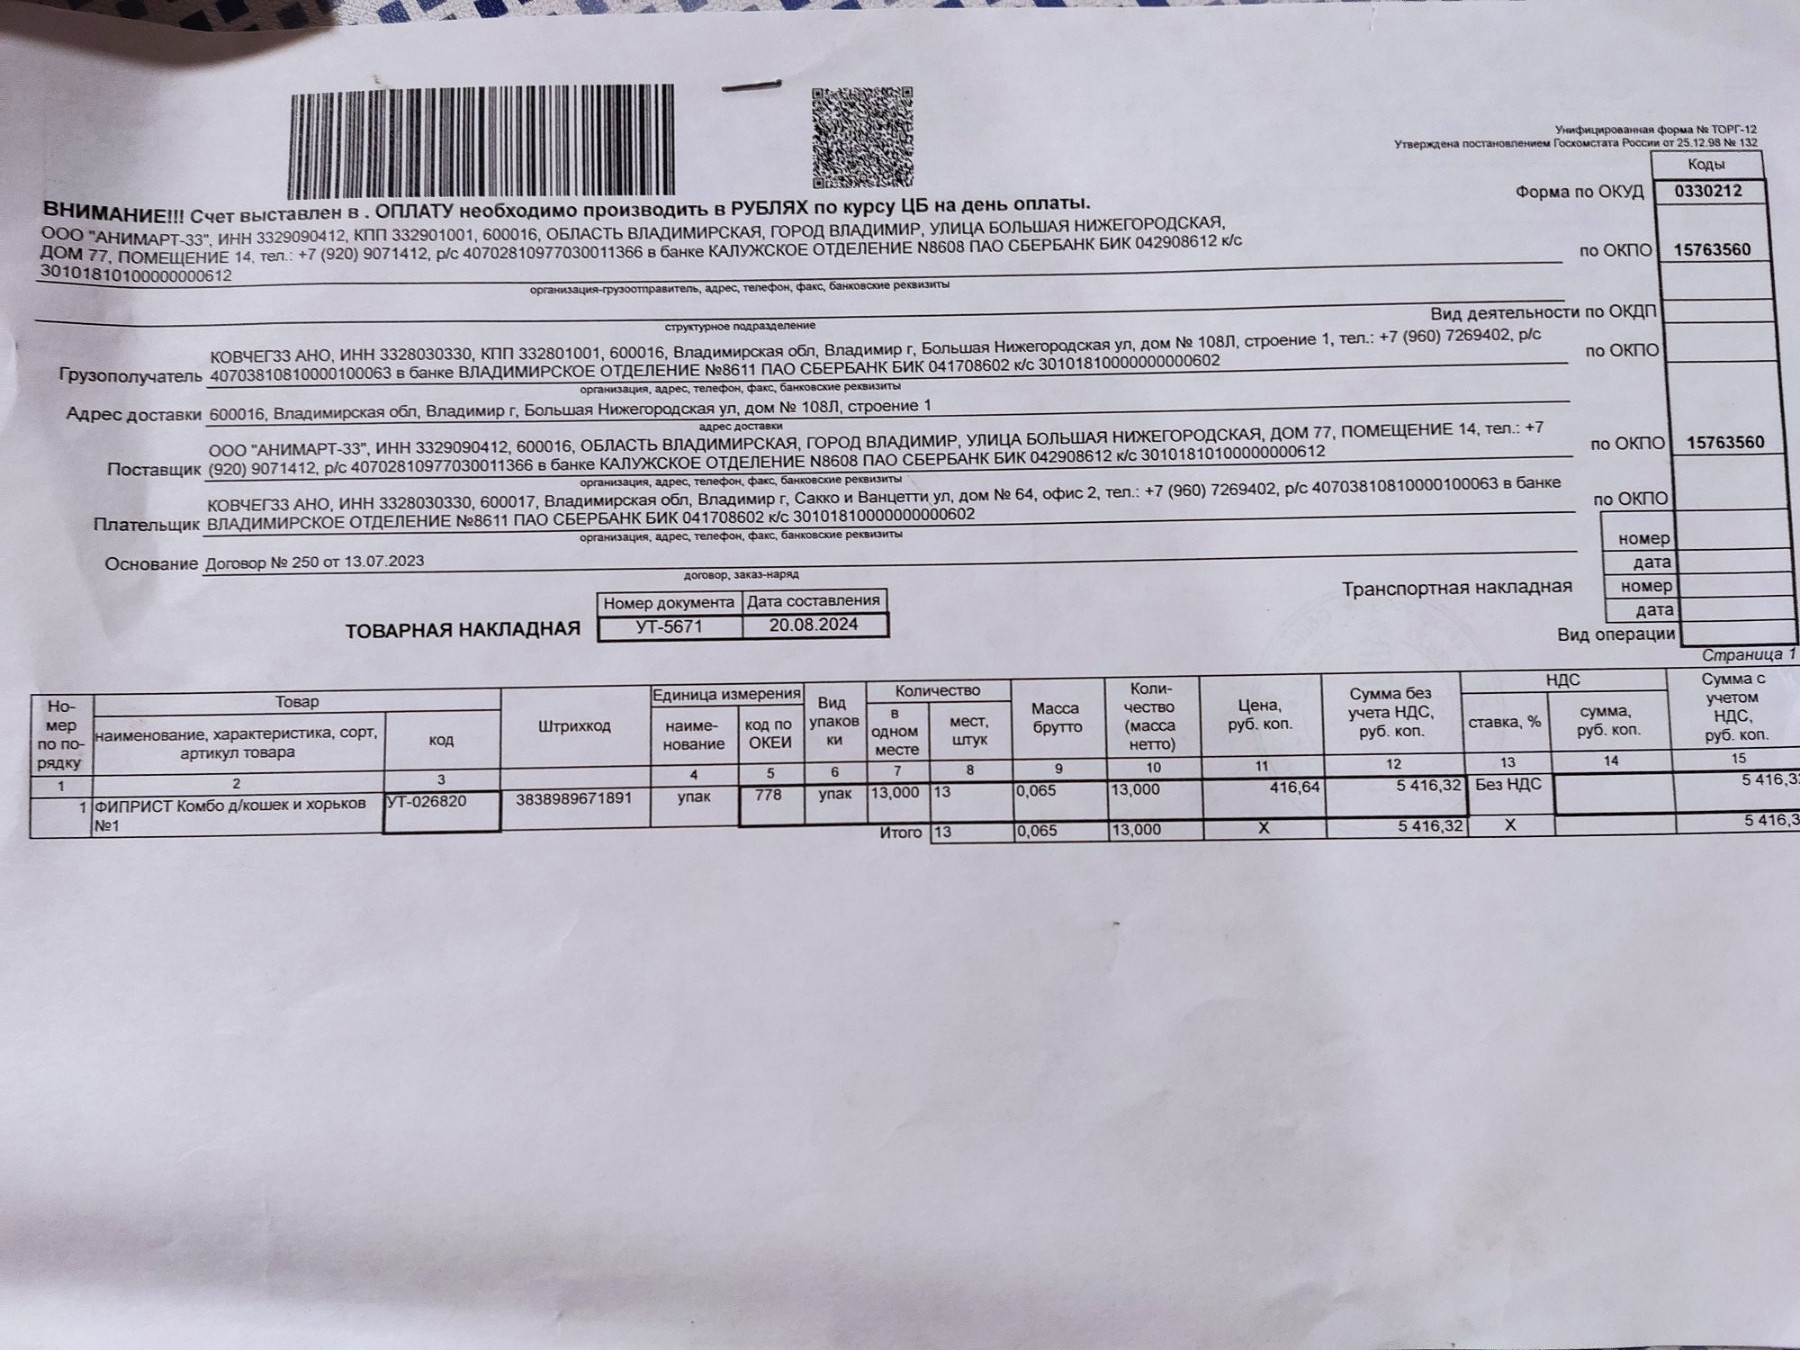 Унифицированная форма № ТОРГ-12
Утверждена постановлением Госкомстата России от 25.12.98 № 132
Коды
Форма по ОКУД 0330212
ВНИМАНИЕ!!! Счет выставлен в . ОПЛАТУ необходимо производить в РУБЛЯХ по курсу ЦБ на день оплаты.
ООО "АНИМАРТ-33", ИНН 3329090412, КПП 332901001, 600016, ОБЛАСТЬ ВЛАДИМИРСКАЯ, ГОРОД ВЛАДИМИР, УЛИЦА БОЛЬШАЯ НИЖЕГОРОДСКАЯ,
ДОМ 77, ПОМЕЩЕНИЕ 14, тел.: +7 (920) 9071412, р/с 40702810977030011366 в банке КАЛУЖСКОЕ ОТДЕЛЕНИЕ N8608 ПАО СБЕРБАНК БИК 042908612 к/с
30101810100000000612
по ОКПО 15763560
организация-грузоотправитель, адрес, телефон, факс, банковские реквизиты
структурное подразделение
Вид деятельности по ОКДП
Грузополучатель КОВЧЕГ33 АНО, ИНН 3328030330, КПП 332801001, 600016, Владимирская обл, Владимир г, Большая Нижегородская ул, дом № 108Л, строение 1, тел.: +7 (960) 7269402, р/с
40703810810000100063 в банке ВЛАДИМИРСКОЕ ОТДЕЛЕНИЕ №8611 ПАО СБЕРБАНК БИК 041708602 к/с 30101810000000000602
по ОКПО
организация, адрес, телефон, факс, банковские реквизиты
Адрес доставки 600016, Владимирская обл, Владимир г, Большая Нижегородская ул, дом № 108Л, строение 1
адрес доставки
Поставщик ООО "АНИМАРТ-33", ИНН 3329090412, 600016, ОБЛАСТЬ ВЛАДИМИРСКАЯ, ГОРОД ВЛАДИМИР, УЛИЦА БОЛЬШАЯ НИЖЕГОРОДСКАЯ, ДОМ 77, ПОМЕЩЕНИЕ 14, тел.: +7
(920) 9071412, р/с 40702810977030011366 в банке КАЛУЖСКОЕ ОТДЕЛЕНИЕ N8608 ПАО СБЕРБАНК БИК 042908612 к/с 30101810100000000612
по ОКПО 15763560
организация, адрес, телефон, факс, банковские реквизиты
Плательщик КОВЧЕГ33 АНО, ИНН 3328030330, 600017, Владимирская обл, Владимир г, Сакко и Ванцетти ул, дом № 64, офис 2, тел.: +7 (960) 7269402, р/с 40703810810000100063 в банке
ВЛАДИМИРСКОЕ ОТДЕЛЕНИЕ №8611 ПАО СБЕРБАНК БИК 041708602 к/с 30101810000000000602
по ОКПО
организация, адрес, телефон, факс, банковские реквизиты
Основание Договор № 250 от 13.07.2023
договор, заказ-наряд
номер
дата
Транспортная накладная номер
дата
Вид операции
Номер документа Дата составления
ТОВАРНАЯ НАКЛАДНАЯ УТ-5671 20.08.2024
Страница 1
Но-
мер
по по-
рядку
Товар
наименование, характеристика, сорт,
артикул товара
код
Штрихкод
Единица измерения
наиме-
нование
код по
ОКЕИ
Вид
упаков
ки
Количество
в
одном
месте
мест,
штук
Масса
брутто
Коли-
чество
(масса
нетто)
Цена,
руб. коп.
Сумма без
учета НДС,
руб. коп.
НДС
ставка, %
сумма,
руб. коп.
Сумма с
учетом
НДС,
руб. коп.
1 2 3 4 5 6 7 8 9 10 11 12 13 14 15
1 ФИПРИСТ Комбо д/кошек и хорьков
№1
УТ-026820 3838989671891 упак 778 упак 13,000 13 0,065 13,000 416,64 5 416,32 Без НДС 5 416,3
Итого 13 0,065 13,000 X 5 416,32 X 5 416,3